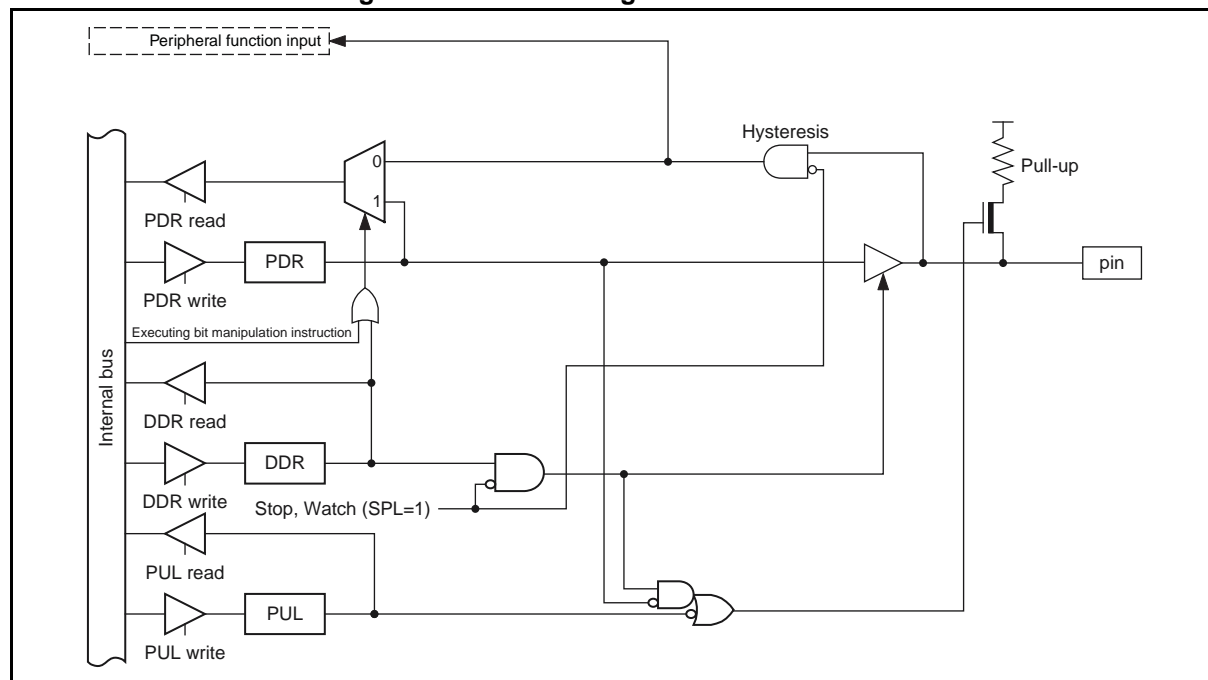 Peripheral function input
Hysteresis
0
Pull-up
1
PDR read
PDR
pin
PDR write
Executing bit manipulation instruction
Internal bus
DDR read
DDR
DDR write
Stop, Watch (SPL=1)
PUL read
PUL
PUL write